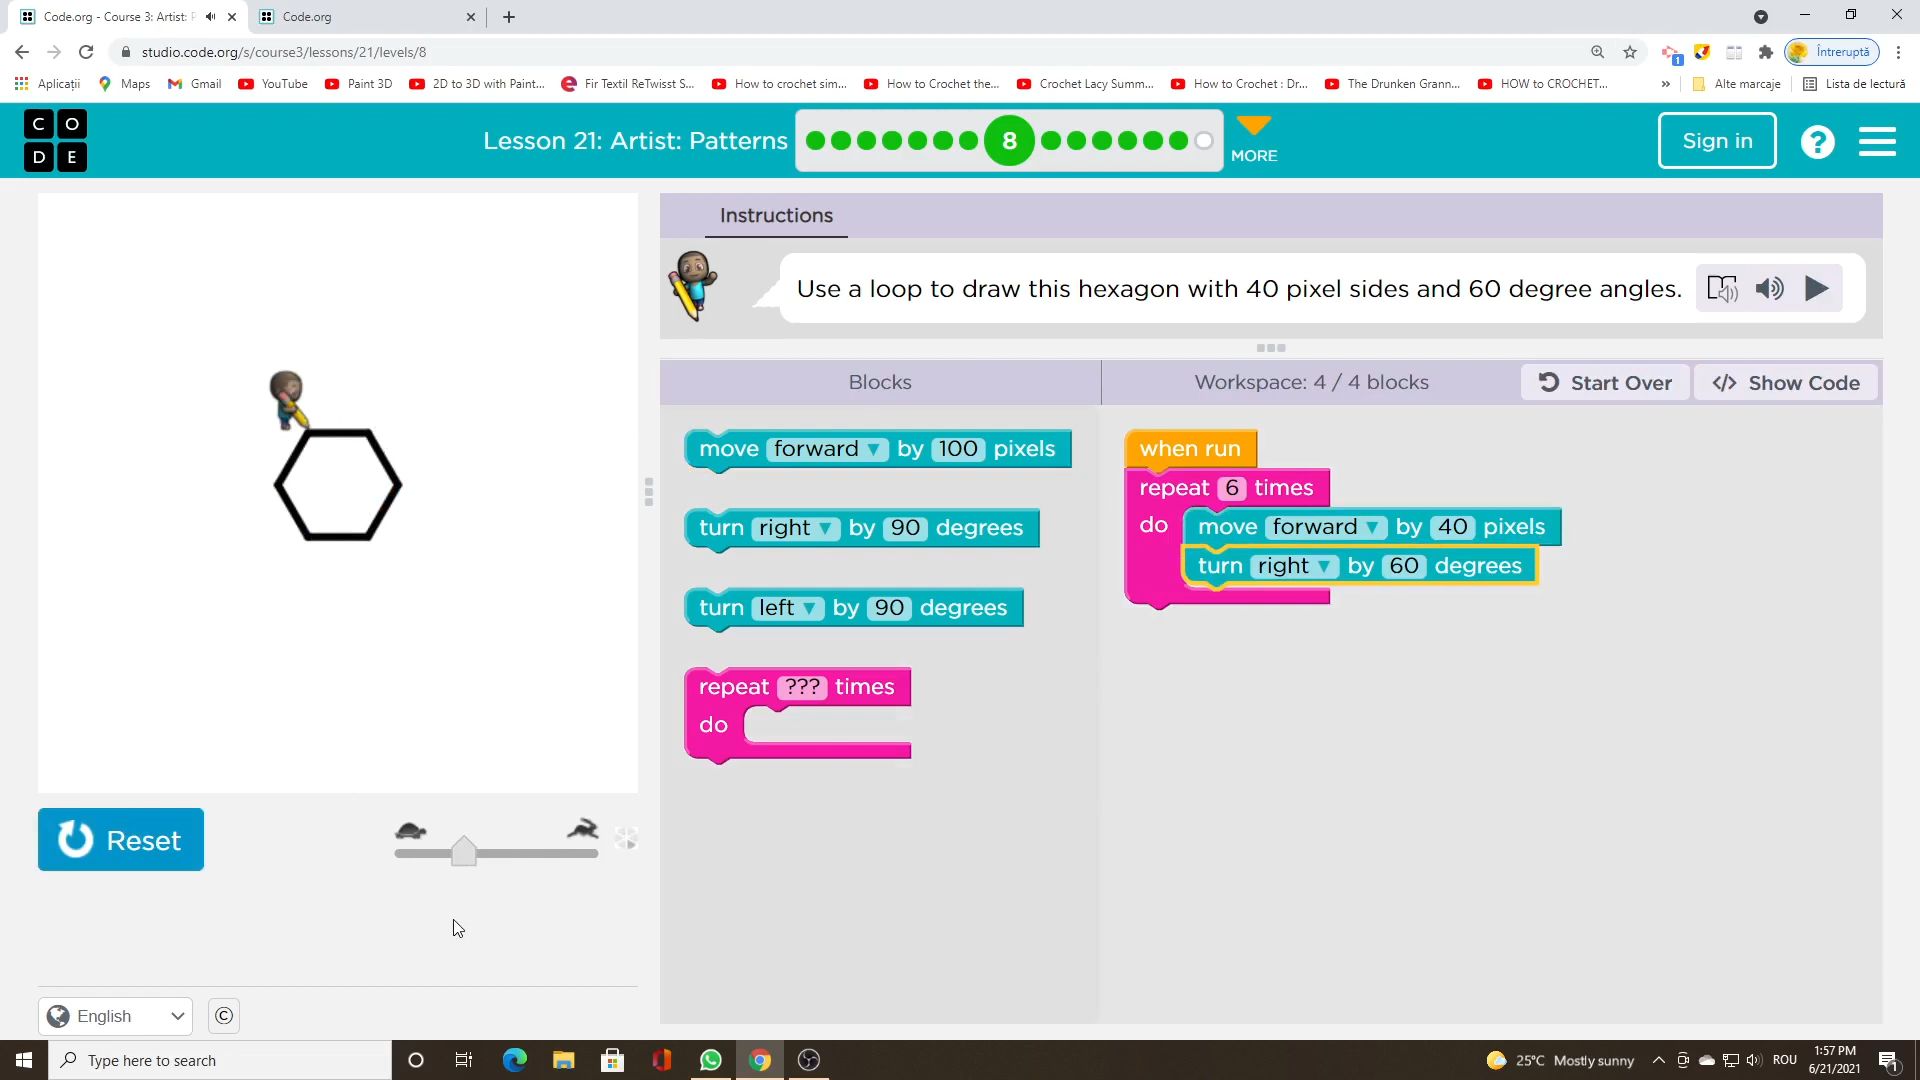 Code.org - Course 3: Artist: P
Code.org
studio.code.org/s/course3/lessons/21/levels/8
1
Întreruptă
Aplicații
Maps
Gmail
YouTube
Paint 3D
2D to 3D with Paint...
Fir Textil ReTwisst S...
How to crochet sim...
How to Crochet the...
Crochet Lacy Summ...
How to Crochet : Dr...
The Drunken Grann...
HOW to CROCHET...
»
Alte marcaje
Lista de lectură
C O
D E
Lesson 21: Artist: Patterns
8
MORE
Sign in
?
Instructions
Use a loop to draw this hexagon with 40 pixel sides and 60 degree angles.
Blocks
Workspace: 4 / 4 blocks
Start Over
</> Show Code
move forward ▼ by 100 pixels
turn right ▼ by 90 degrees
turn left ▼ by 90 degrees
repeat ??? times
do
when run
repeat 6 times
do
move forward ▼ by 40 pixels
turn right ▼ by 60 degrees
Reset
English
©
Type here to search
25°C Mostly sunny
ROU
1:57 PM
6/21/2021
1